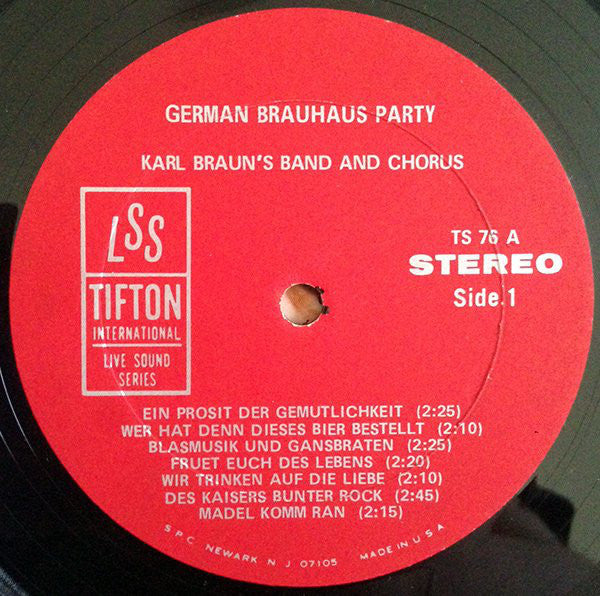 GERMAN BRAUHAUS PARTY
KARL BRAUN'S BAND AND CHORUS
LSS
TIFTON
INTERNATIONAL
LIVE SOUND
SERIES
TS 76 A
STEREO
Side.1
EIN PROSIT DER GEMUTLICHKEIT (2:25)
WER HAT DENN DIESES BIER BESTELLT (2:10)
BLASMUSIK UND GANSBRATEN (2:25)
FRUET EUCH DES LEBENS (2:20)
WIR TRINKEN AUF DIE LIEBE (2:10)
DES KAISERS BUNTER ROCK (2:45)
MADEL KOMM RAN (2:15)
S.P.C. NEWARK N J 07105 MADE IN U.S.A.